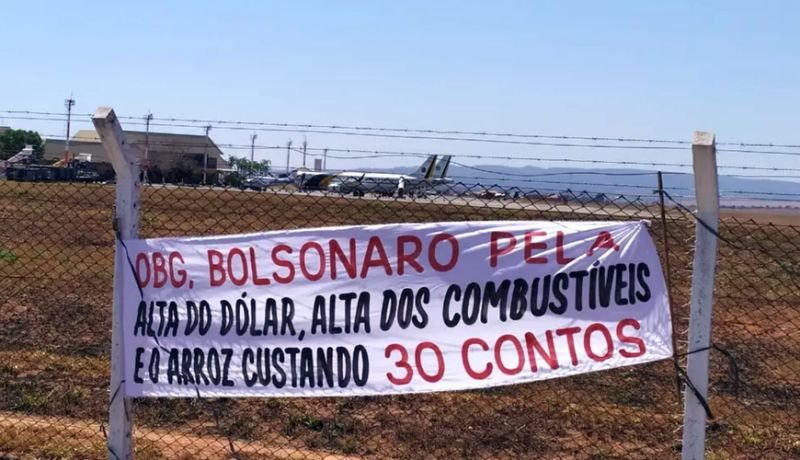 OBG. BOLSONARO PELA
ALTA DO DÓLAR, ALTA DOS COMBUSTÍVEIS
E O ARROZ CUSTANDO 30 CONTOS